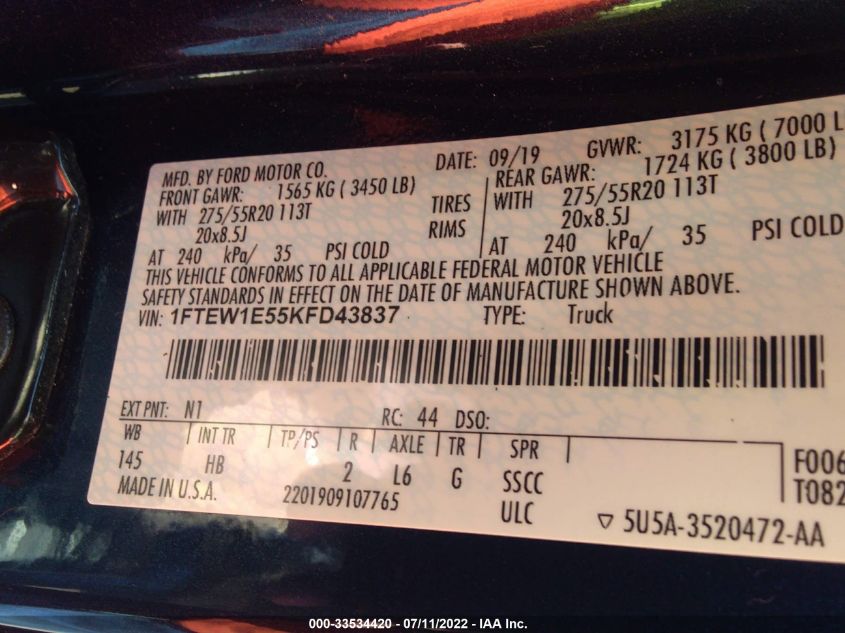 MFD. BY FORD MOTOR CO.
DATE: 09/19
GVWR: 3175 KG ( 7000 L
FRONT GAWR: 1565 KG ( 3450 LB)
REAR GAWR: 1724 KG ( 3800 LB)
WITH 275/55R20 113T
TIRES
WITH 275/55R20 113T
20x8.5J
RIMS
20x8.5J
AT 240 kPa/ 35 PSI COLD
AT 240 kPa/ 35 PSI COLD
THIS VEHICLE CONFORMS TO ALL APPLICABLE FEDERAL MOTOR VEHICLE
SAFETY STANDARDS IN EFFECT ON THE DATE OF MANUFACTURE SHOWN ABOVE.
VIN: 1FTEW1E55KFD43837 TYPE: Truck
EXT PNT: N1 RC: 44 DSO:
WB | INT TR | TP/PS | R | AXLE | TR | SPR
145 HB 2 L6 G SSCC
F006
MADE IN U.S.A. 2201909107765 ULC
T082
▽ 5U5A-3520472-AA
000-33534420 - 07/11/2022 - IAA Inc.